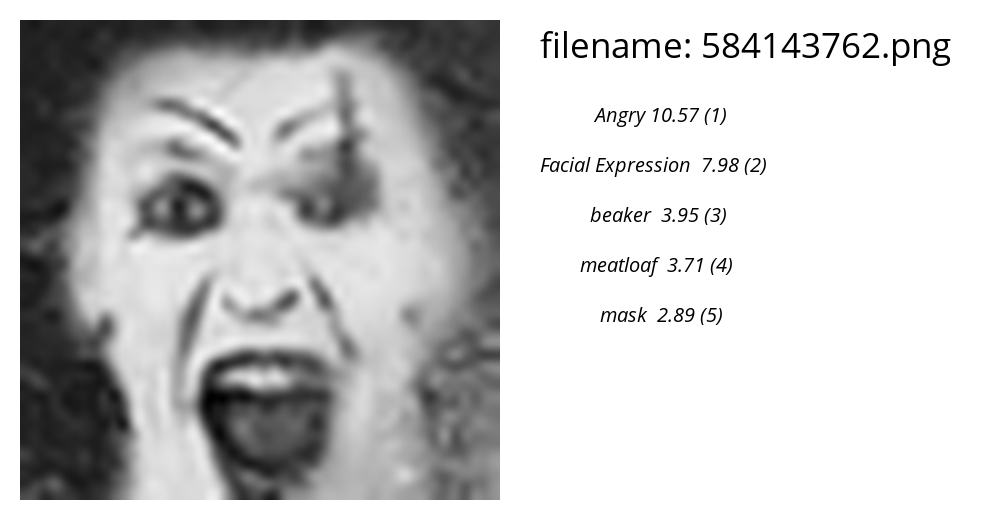 filename: 584143762.png
Angry 10.57 (1)
Facial Expression 7.98 (2)
beaker 3.95 (3)
meatloaf 3.71 (4)
mask 2.89 (5)